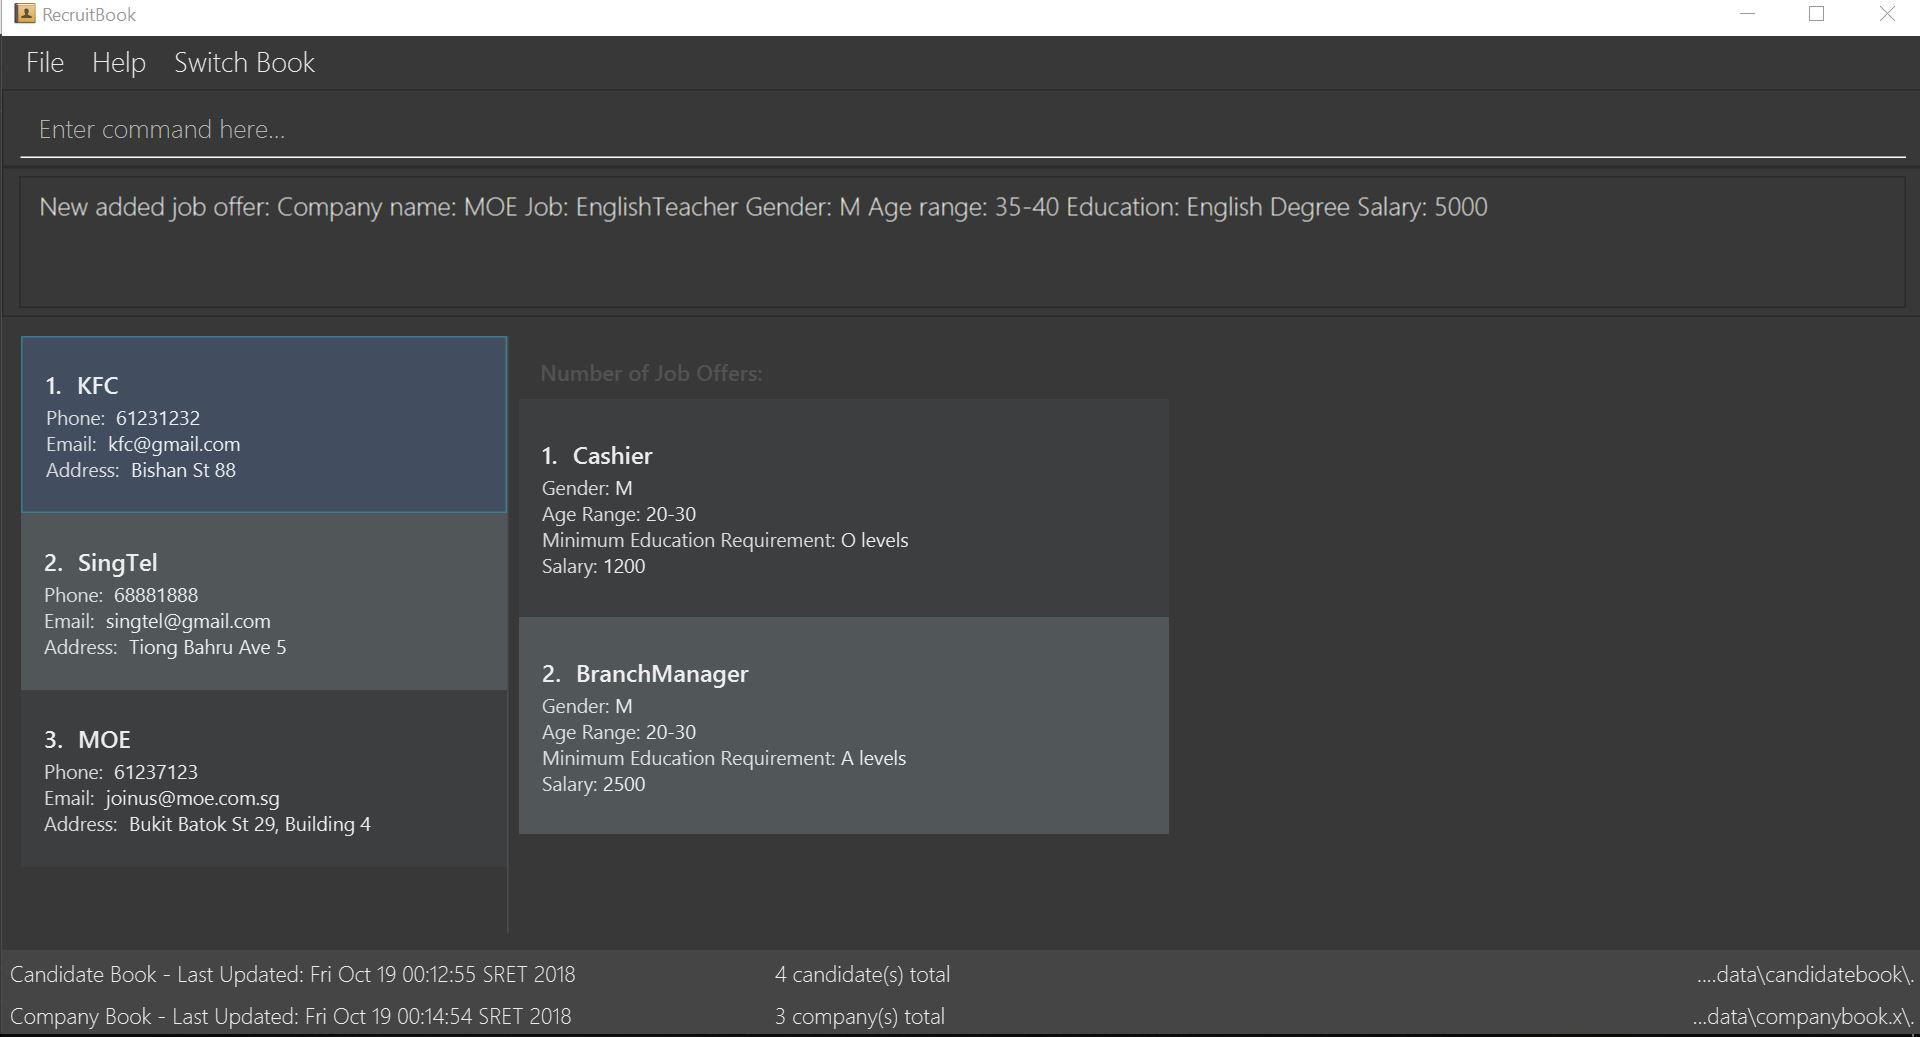 RecruitBook
File Help Switch Book
Enter command here...
New added job offer: Company name: MOE Job: EnglishTeacher Gender: M Age range: 35-40 Education: English Degree Salary: 5000
1. KFC
Phone: 61231232
Email: kfc@gmail.com
Address: Bishan St 88
2. SingTel
Phone: 68881888
Email: singtel@gmail.com
Address: Tiong Bahru Ave 5
3. MOE
Phone: 61237123
Email: joinus@moe.com.sg
Address: Bukit Batok St 29, Building 4
Number of Job Offers:
1. Cashier
Gender: M
Age Range: 20-30
Minimum Education Requirement: O levels
Salary: 1200
2. BranchManager
Gender: M
Age Range: 20-30
Minimum Education Requirement: A levels
Salary: 2500
Candidate Book - Last Updated: Fri Oct 19 00:12:55 SRET 2018 4 candidate(s) total ....data\candidatebook\.
Company Book - Last Updated: Fri Oct 19 00:14:54 SRET 2018 3 company(s) total ...data\companybook.x\.